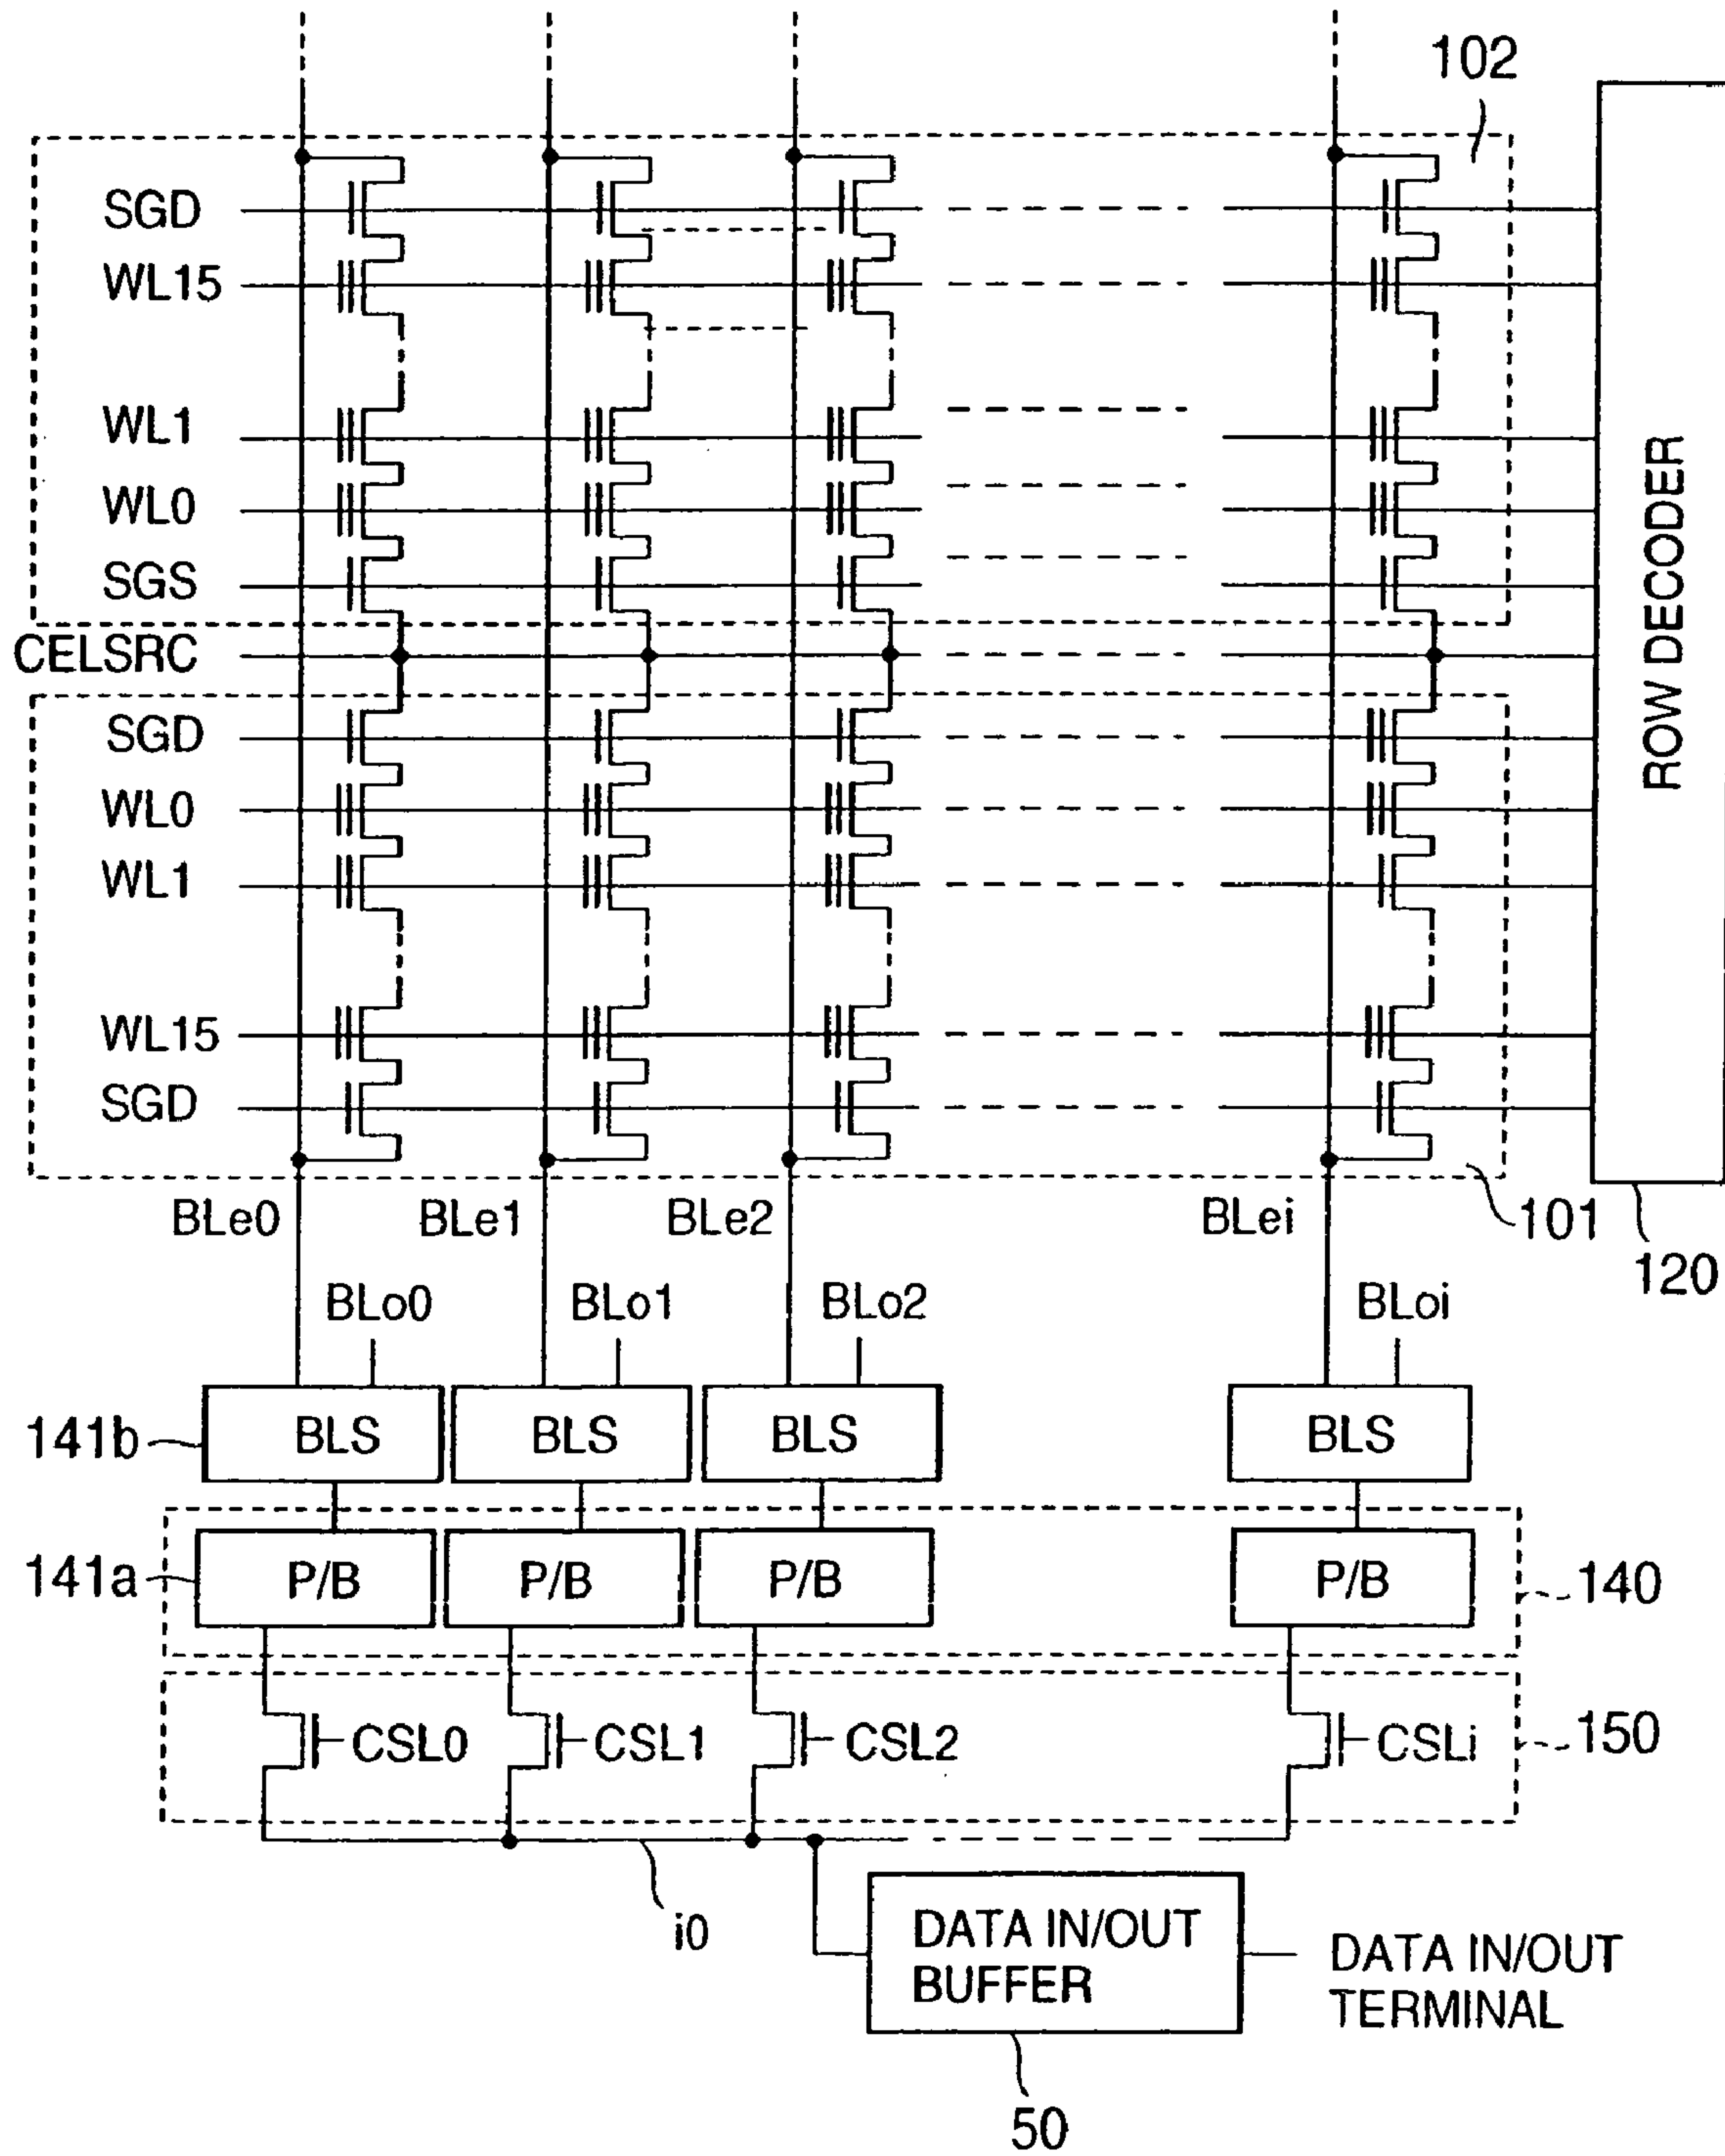 102
SGD
WL15
WL1
WL0
SGS
CELSRC
SGD
WL0
WL1
WL15
SGD
ROW DECODER
BLe0 BLe1 BLe2 BLei
101
120
BLo0 BLo1 BLo2 BLoi
141b BLS BLS BLS BLS
141a P/B P/B P/B P/B 140
CSL0 CSL1 CSL2 CSLi 150
i0
DATA IN/OUT
BUFFER
DATA IN/OUT
TERMINAL
50